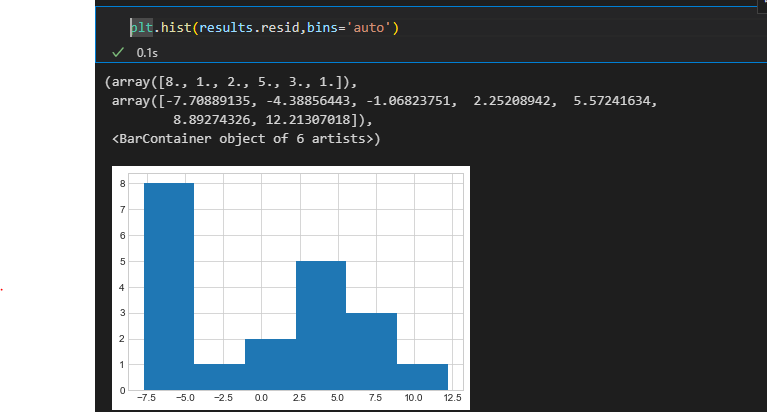 plt.hist(results.resid,bins='auto')
✓ 0.1s
(array([8., 1., 2., 5., 3., 1.]),
array([-7.70889135, -4.38856443, -1.06823751,  2.25208942,  5.57241634,
8.89274326, 12.21307018]),
<BarContainer object of 6 artists>)
8
7
6
5
4
3
2
1
0
−7.5 −5.0 −2.5 0.0 2.5 5.0 7.5 10.0 12.5
.